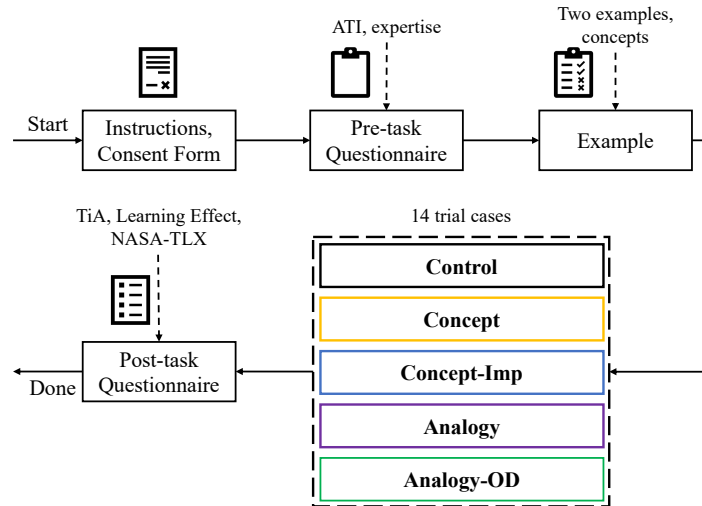 ATI, expertise
Two examples,
concepts
Start
Instructions,
Consent Form
Pre-task
Questionnaire
Example
TiA, Learning Effect,
NASA-TLX
14 trial cases
Control
Concept
Concept-Imp
Analogy
Analogy-OD
Post-task
Questionnaire
Done